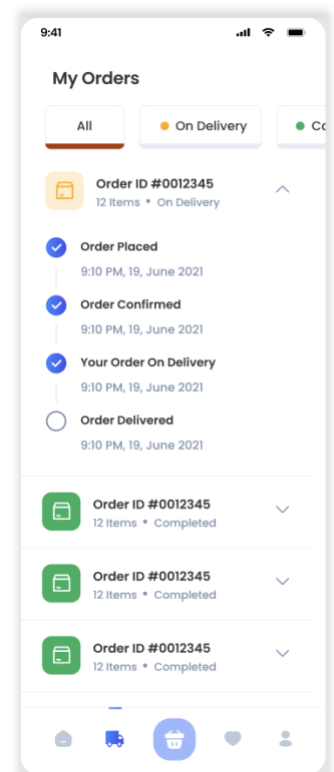 9:41
My Orders
All
On Delivery
Co
Order ID #0012345
12 Items • On Delivery
Order Placed
9:10 PM, 19, June 2021
Order Confirmed
9:10 PM, 19, June 2021
Your Order On Delivery
9:10 PM, 19, June 2021
Order Delivered
9:10 PM, 19, June 2021
Order ID #0012345
12 Items • Completed
Order ID #0012345
12 Items • Completed
Order ID #0012345
12 Items • Completed